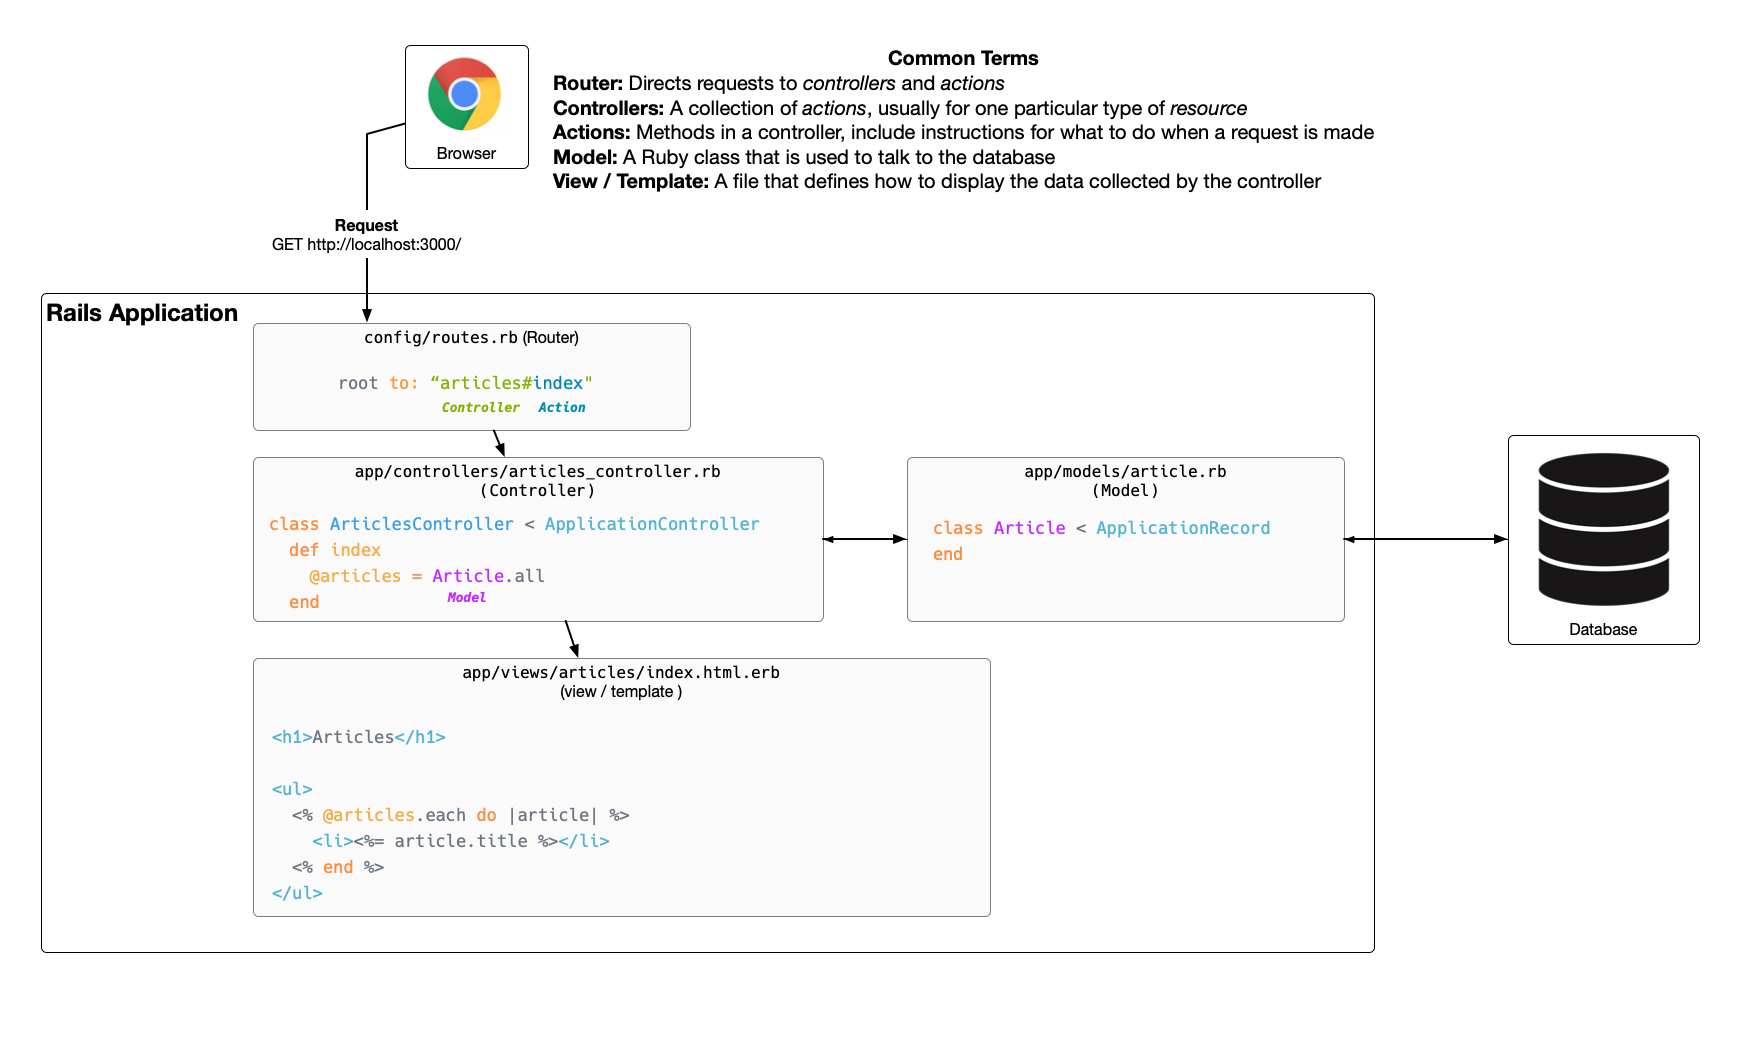 Browser
Common Terms
Router: Directs requests to controllers and actions
Controllers: A collection of actions, usually for one particular type of resource
Actions: Methods in a controller, include instructions for what to do when a request is made
Model: A Ruby class that is used to talk to the database
View / Template: A file that defines how to display the data collected by the controller
Request
GET http://localhost:3000/
Rails Application
config/routes.rb (Router)
root to: “articles#index"
Controller Action
app/controllers/articles_controller.rb
(Controller)
class ArticlesController < ApplicationController
def index
@articles = Article.all
Model
end
app/models/article.rb
(Model)
class Article < ApplicationRecord
end
Database
app/views/articles/index.html.erb
(view / template )
<h1>Articles</h1>
<ul>
<% @articles.each do |article| %>
<li><%= article.title %></li>
<% end %>
</ul>